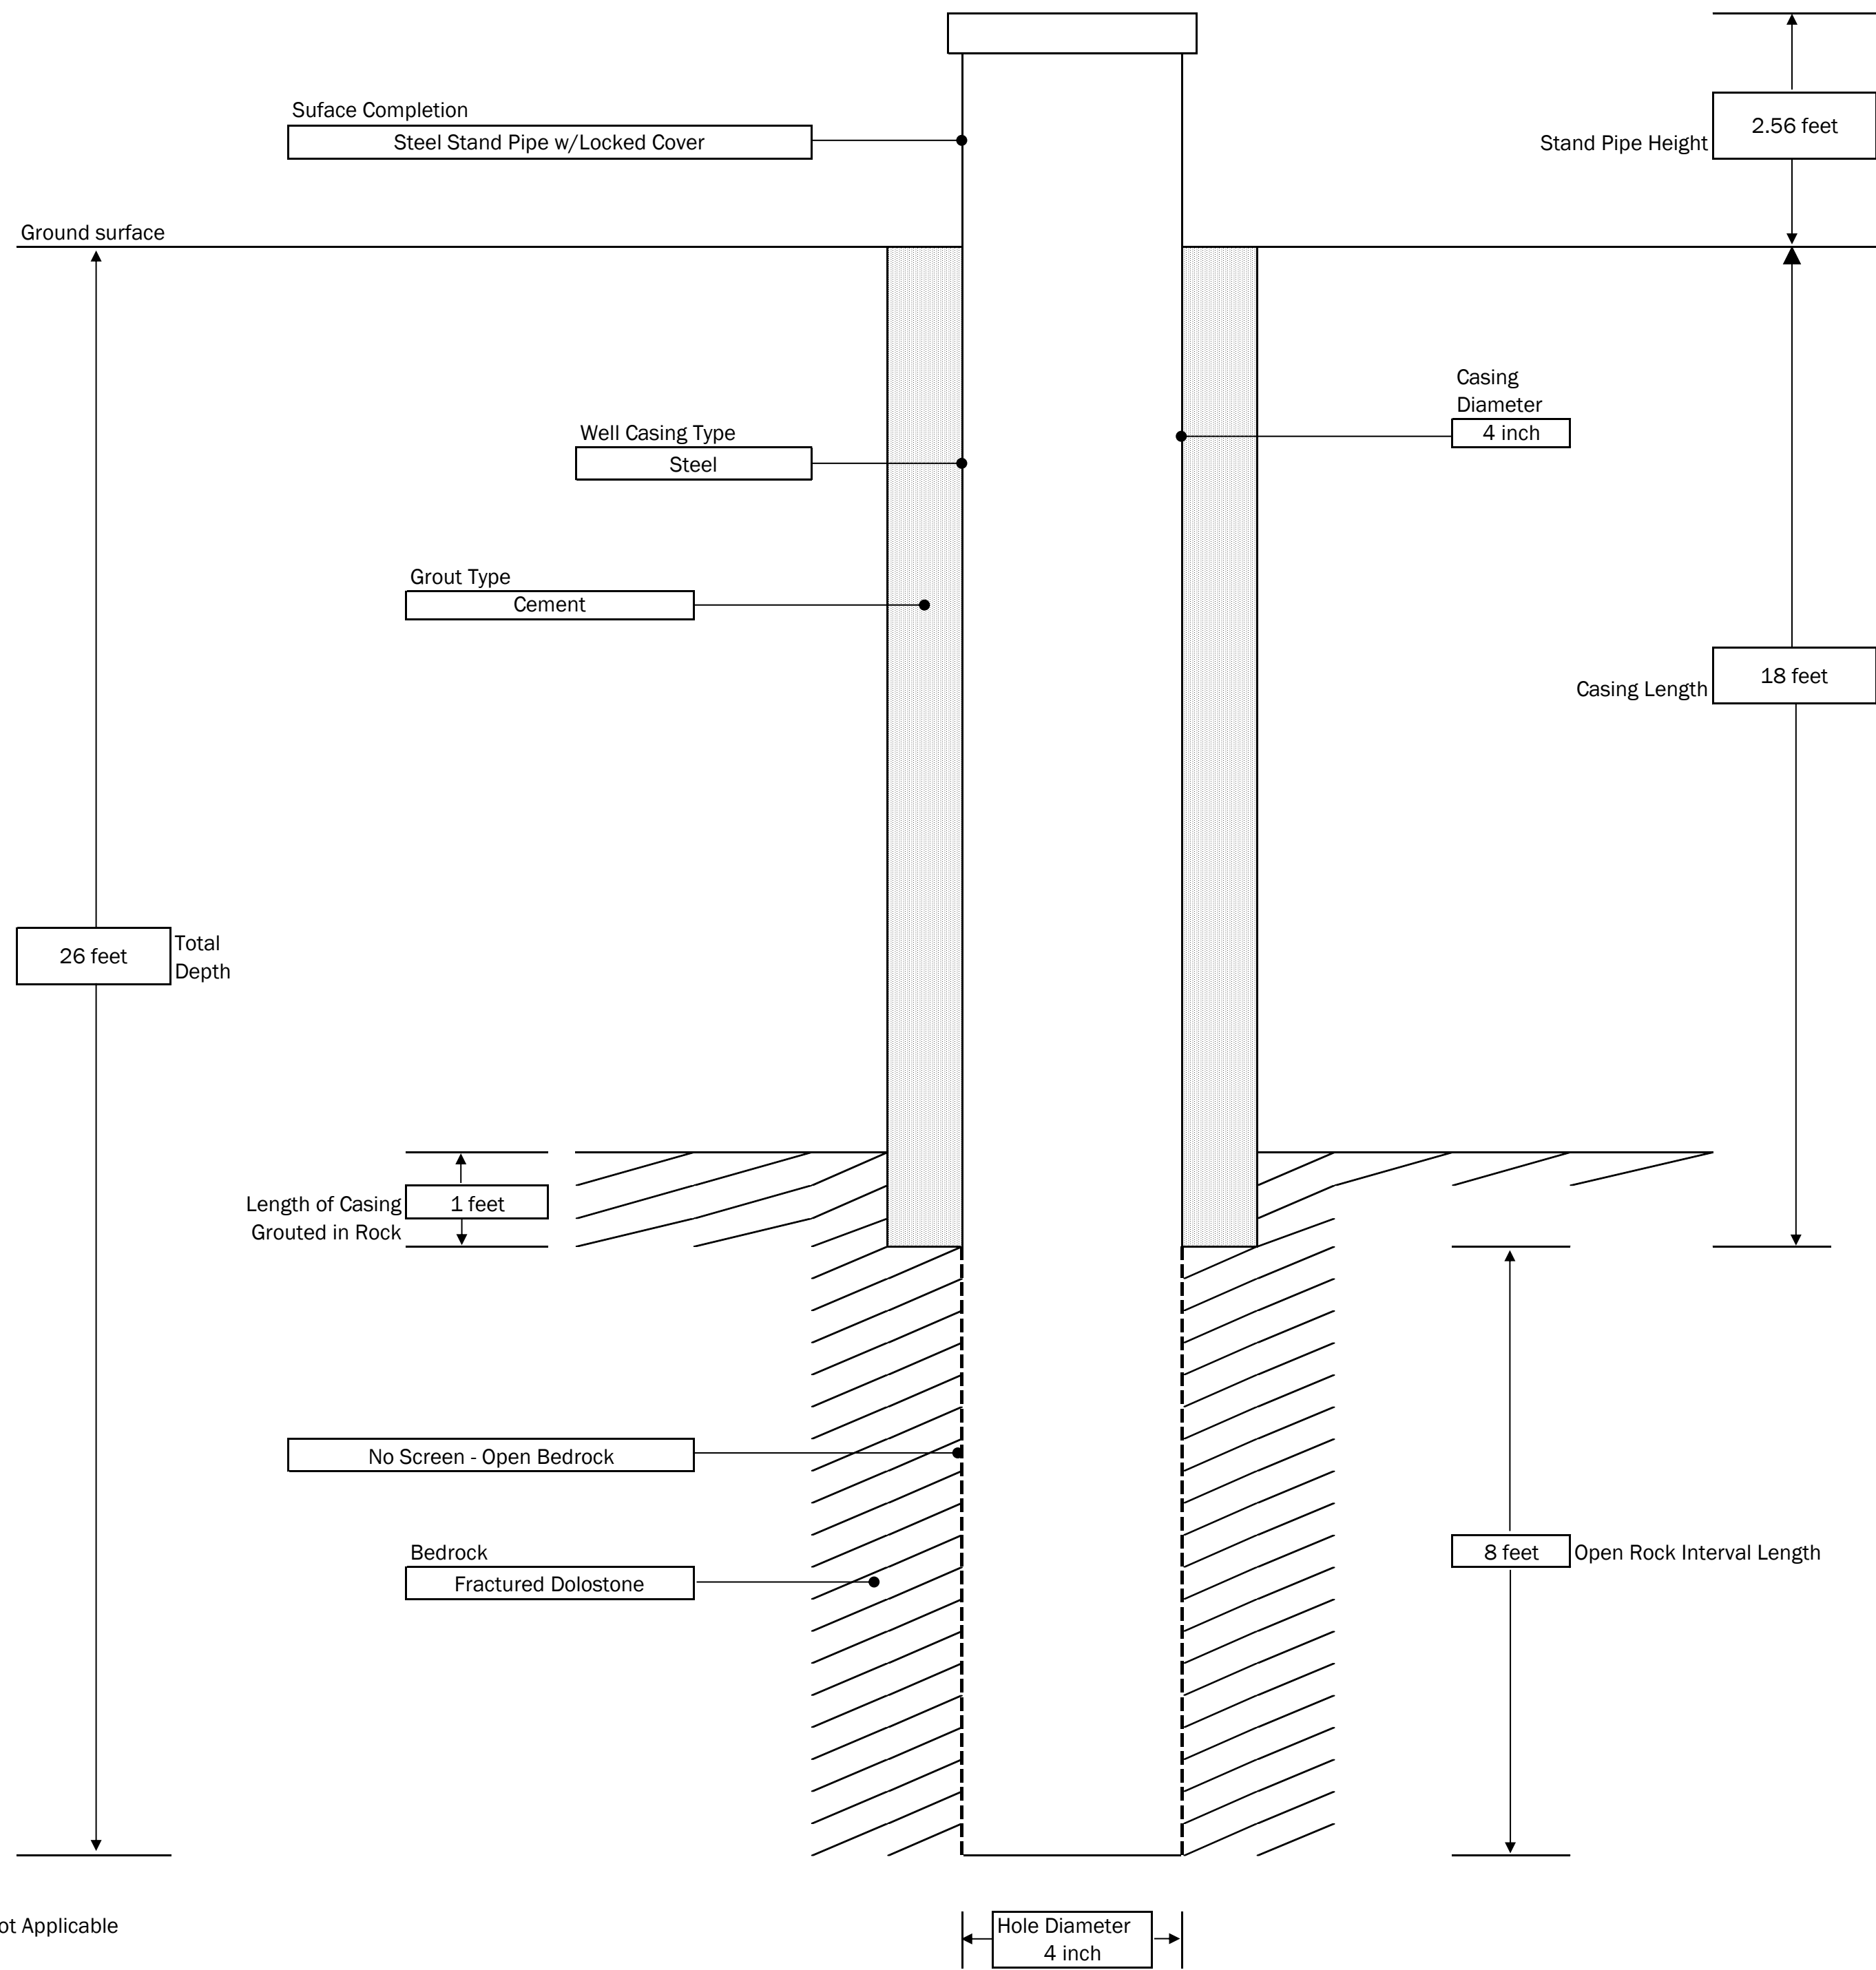 Suface Completion
Steel Stand Pipe w/Locked Cover
2.56 feet
Stand Pipe Height
Ground surface
Casing
Diameter
4 inch
Well Casing Type
Steel
Grout Type
Cement
18 feet
Casing Length
26 feet
Total
Depth
Length of Casing
Grouted in Rock
1 feet
No Screen - Open Bedrock
Bedrock
Fractured Dolostone
8 feet
Open Rock Interval Length
ot Applicable
Hole Diameter
4 inch